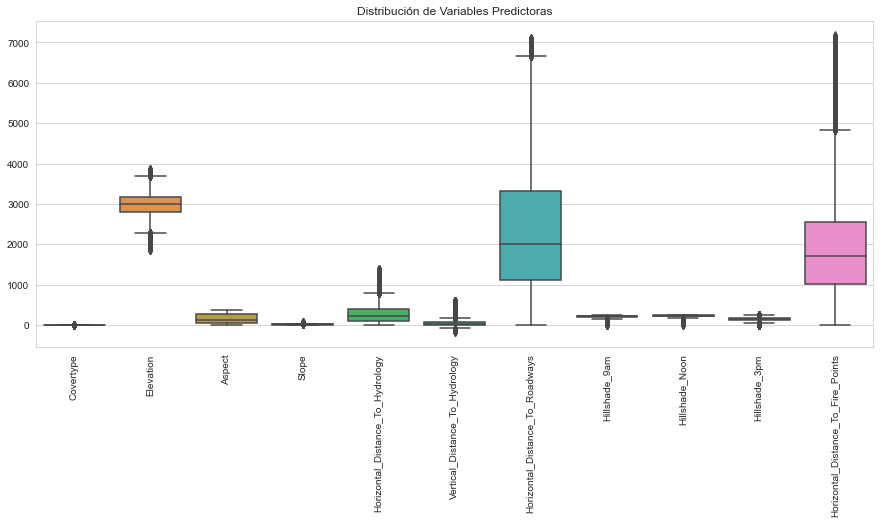 Distribución de Variables Predictoras
7000
6000
5000
4000
3000
2000
1000
0
Covertype
Elevation
Aspect
Slope
Horizontal_Distance_To_Hydrology
Vertical_Distance_To_Hydrology
Horizontal_Distance_To_Roadways
Hillshade_9am
Hillshade_Noon
Hillshade_3pm
Horizontal_Distance_To_Fire_Points